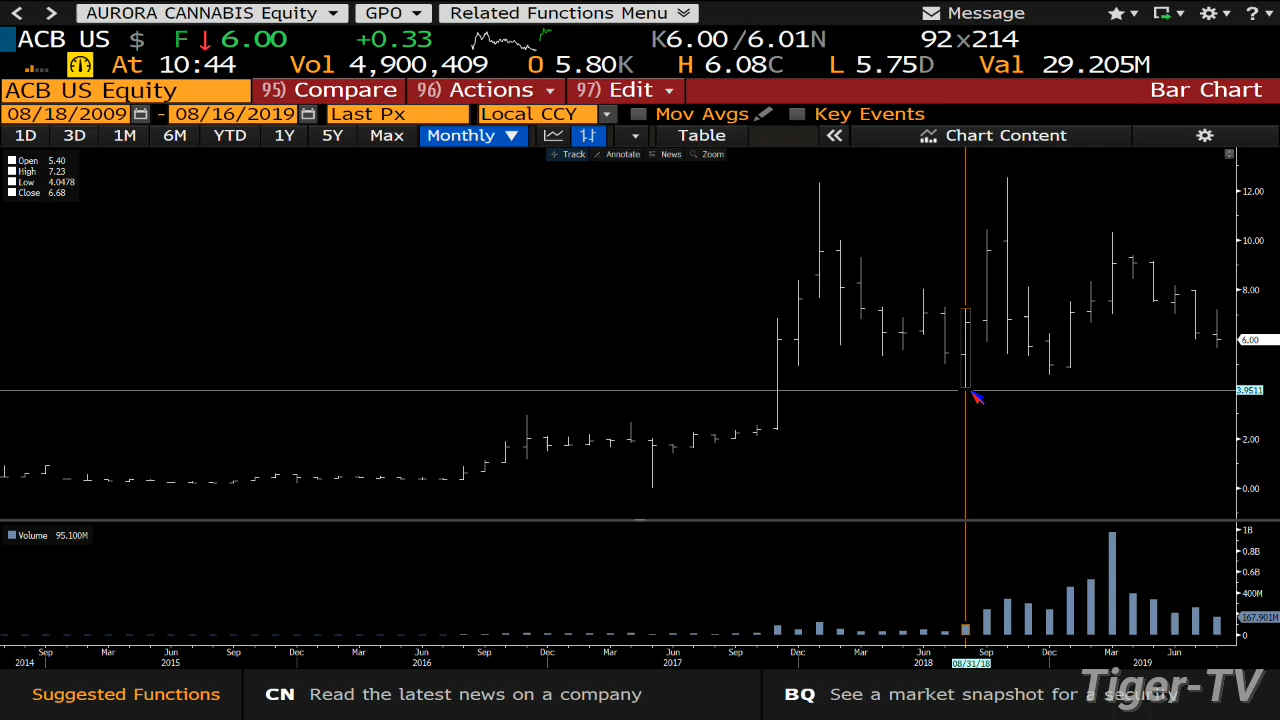 AURORA CANNABIS Equity GPO Related Functions Menu Message ?
ACB US $ F ↓ 6.00 +0.33 K6.00/6.01N 92x214
At 10:44 Vol 4,900,409 O 5.80K H 6.08C L 5.75D Val 29.205M
ACB US Equity 95) Compare 96) Actions 97) Edit Bar Chart
08/18/2009 - 08/16/2019 Last Px Local CCY Mov Avgs Key Events
1D 3D 1M 6M YTD 1Y 5Y Max Monthly ▼ Table « Chart Content
Track Annotate News Zoom
Open 5.40
High 7.23
Low 4.0478
Close 6.68
12.00
10.00
8.00
6.00
3.9511
2.00
0.00
Volume 95.100M
1B
0.8B
0.6B
400M
167.901M
0
Sep Mar Jun Sep Dec Mar Jun Sep Dec Mar Jun Sep Dec Mar Jun Sep Dec Mar Jun
2014 2015 2016 2017 2018 08/31/18 2019
Suggested Functions CN Read the latest news on a company BQ See a market snapshot for a security
Tiger-TV